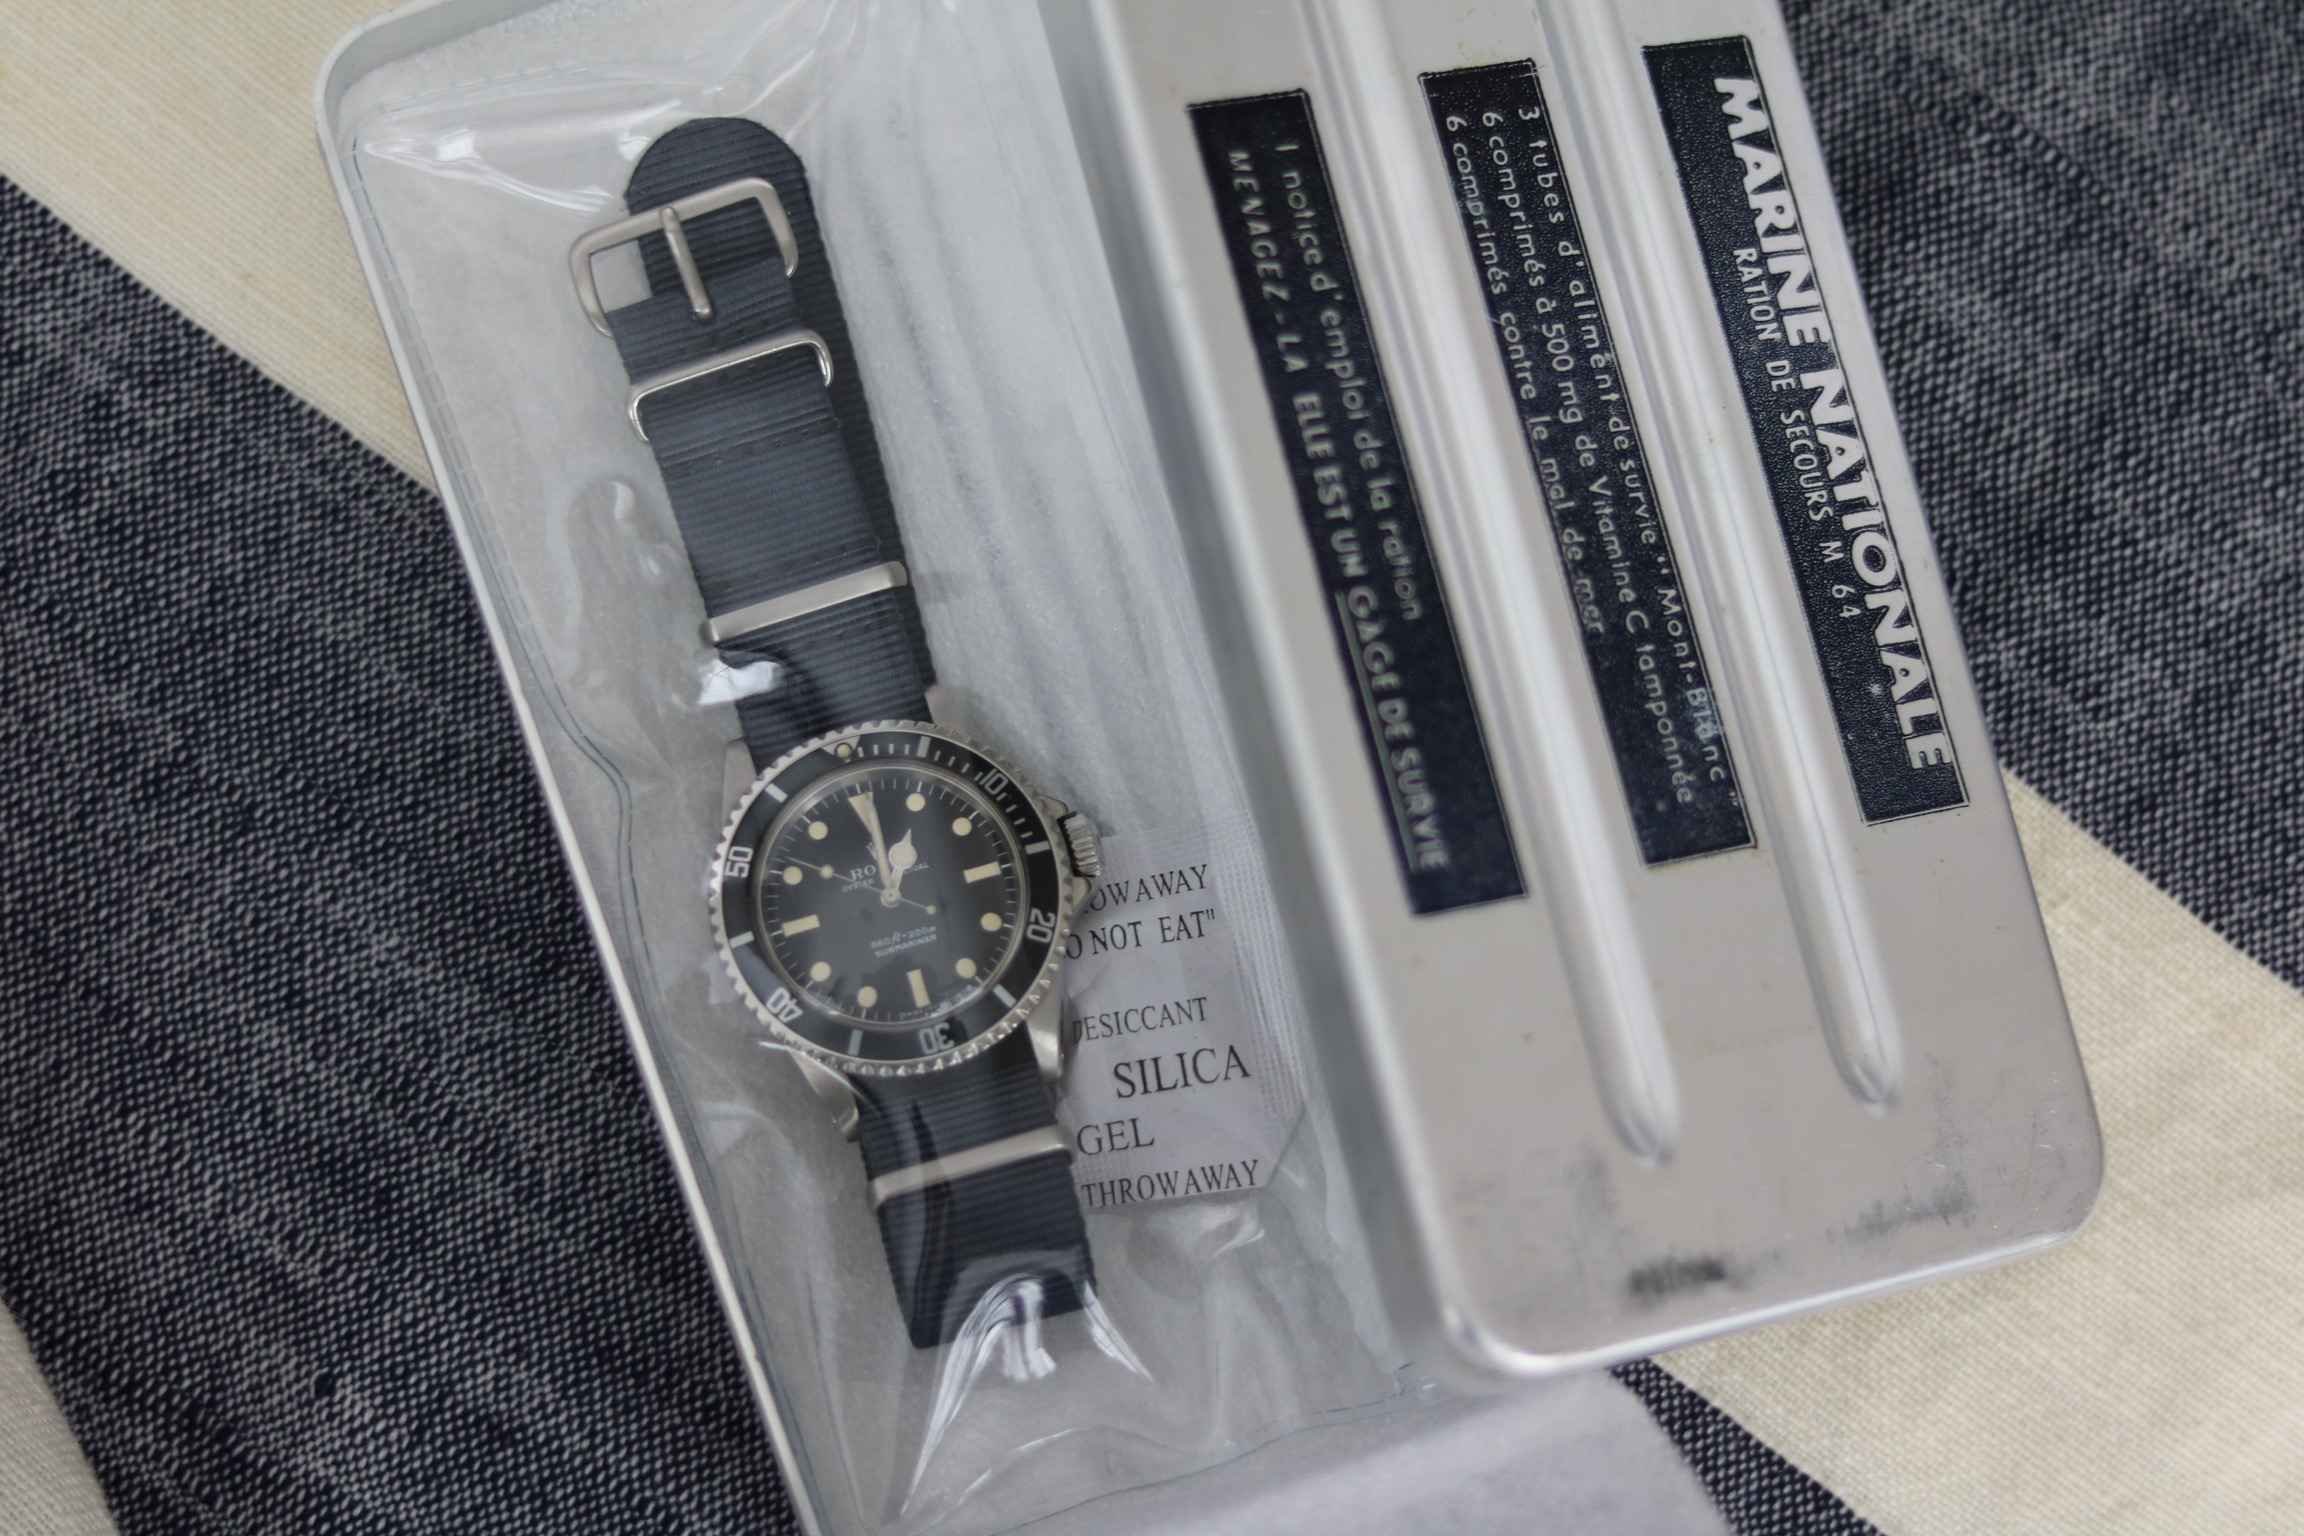 MARINE NATIONALE
RATION DE SECOURS M 64
3 tubes d'aliment de survie "Mont-Blanc"
6 comprimés à 500 mg de Vitamine C tamponnée
6 comprimés contre le mal de mer
1 notice d'emploi de la ration
MENAGEZ-LA ELLE EST UN GAGE DE SURVIE
10
20
30
40
50
OYSTER
660ft=200m
SUBMARINER
THROWAWAY
NOT EAT"
DESICCANT
SILICA
GEL
THROWAWAY